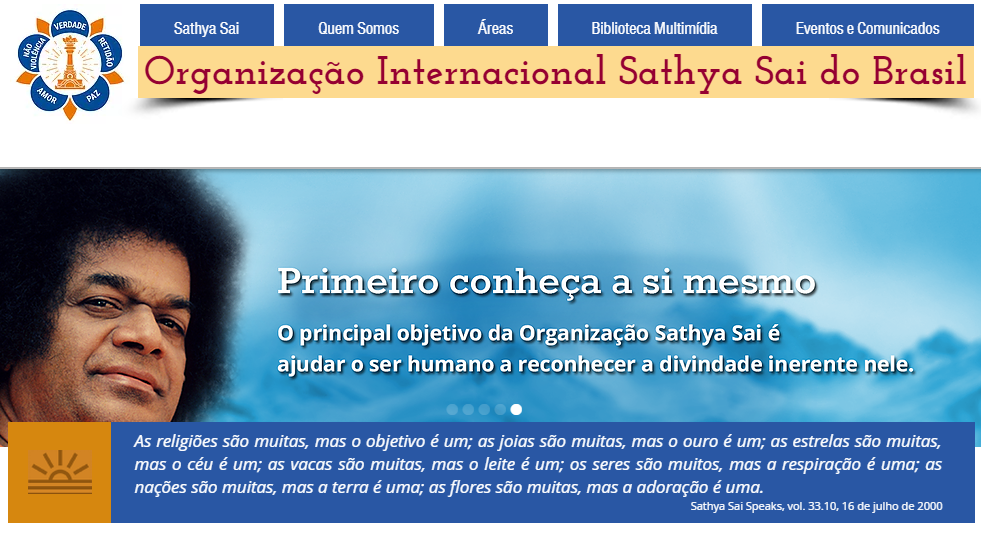 VERDADE
NÃO
VIOLÊNCIA
RETIDÃO
AMOR
PAZ
Sathya Sai
Quem Somos
Áreas
Biblioteca Multimídia
Eventos e Comunicados
Organização Internacional Sathya Sai do Brasil
Primeiro conheça a si mesmo
O principal objetivo da Organização Sathya Sai é
ajudar o ser humano a reconhecer a divindade inerente nele.
As religiões são muitas, mas o objetivo é um; as joias são muitas, mas o ouro é um; as estrelas são muitas,
mas o céu é um; as vacas são muitas, mas o leite é um; os seres são muitos, mas a respiração é uma; as
nações são muitas, mas a terra é uma; as flores são muitas, mas a adoração é uma.
Sathya Sai Speaks, vol. 33.10, 16 de julho de 2000